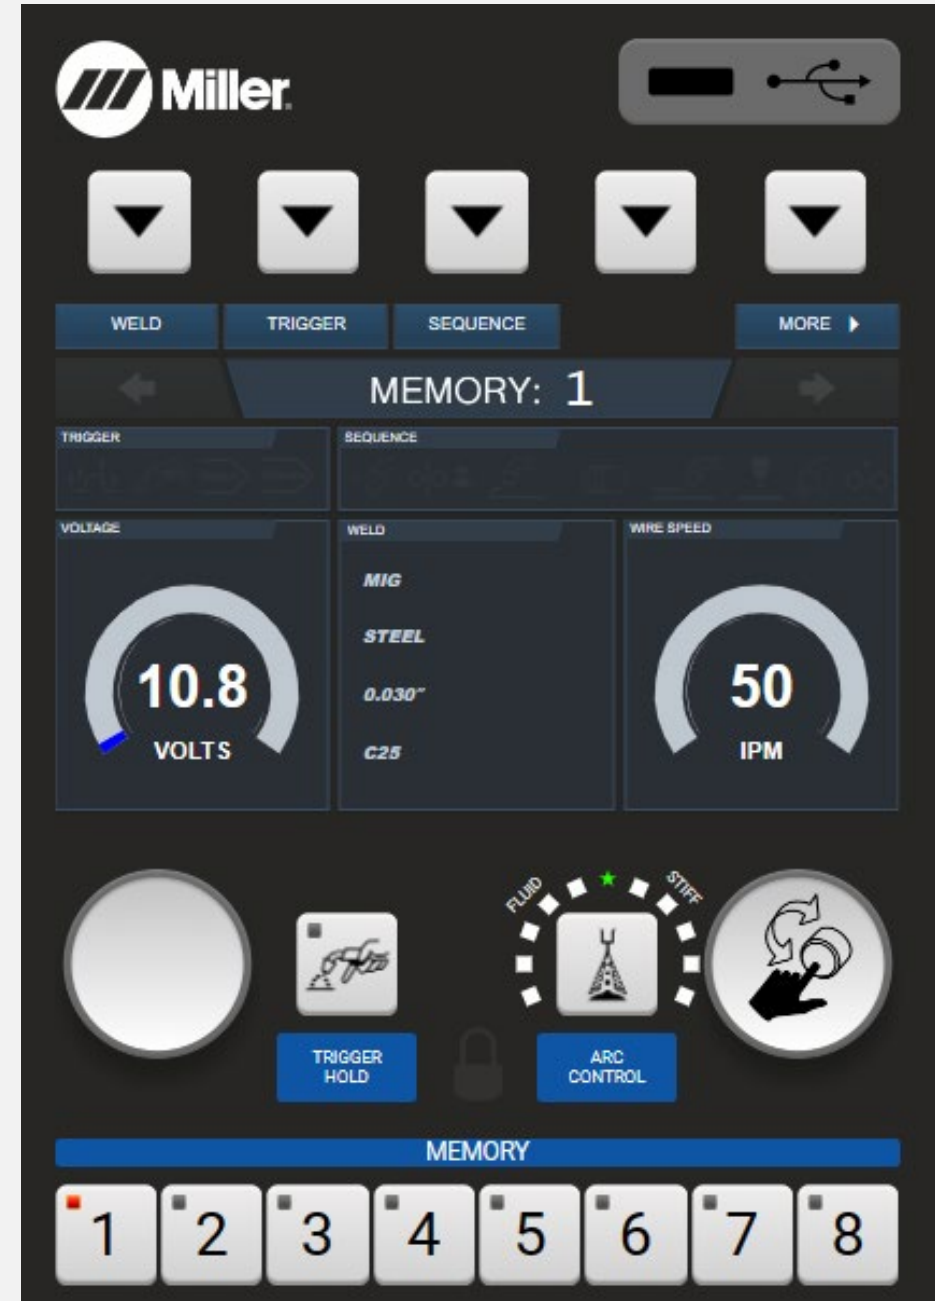 Miller.
WELD TRIGGER SEQUENCE MORE
MEMORY: 1
TRIGGER SEQUENCE
VOLTAGE WELD WIRE SPEED
MIG
STEEL
10.8 0.030" 50
VOLTS C25 IPM
FLUID STIFF
TRIGGER
HOLD
ARC
CONTROL
MEMORY
1 2 3 4 5 6 7 8